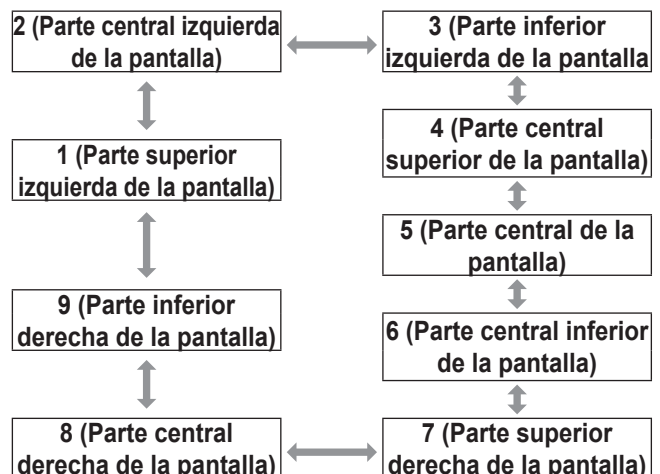 2 (Parte central izquierda
de la pantalla)
3 (Parte inferior
izquierda de la pantalla
1 (Parte superior
izquierda de la pantalla)
4 (Parte central
superior de la pantalla)
5 (Parte central de la
pantalla)
9 (Parte inferior
derecha de la pantalla)
6 (Parte central inferior
de la pantalla)
8 (Parte central
derecha de la pantalla)
7 (Parte superior
derecha de la pantalla)